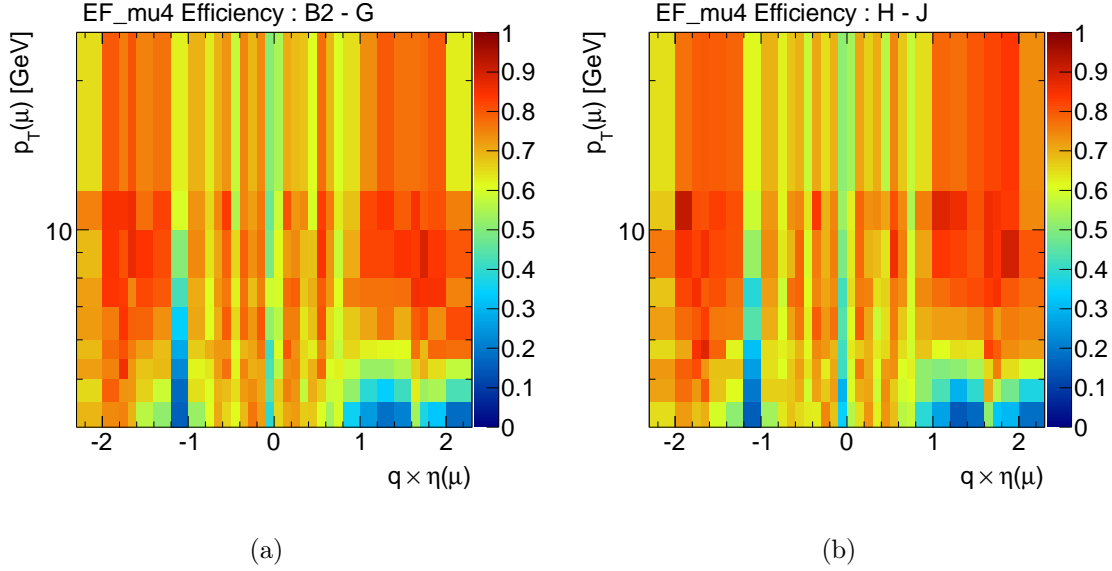 EF_mu4 Efficiency : B2 - G
p_T(μ) [GeV]
10
-2 -1 0 1 2
q × η(μ)
1
0.9
0.8
0.7
0.6
0.5
0.4
0.3
0.2
0.1
0
(a)
EF_mu4 Efficiency : H - J
p_T(μ) [GeV]
10
-2 -1 0 1 2
q × η(μ)
1
0.9
0.8
0.7
0.6
0.5
0.4
0.3
0.2
0.1
0
(b)